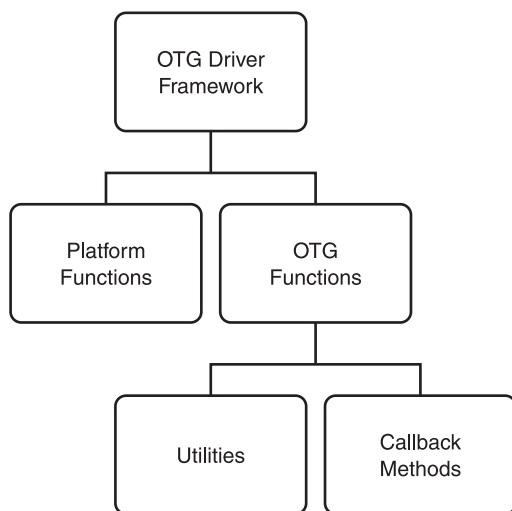 OTG Driver
Framework
Platform
Functions
OTG
Functions
Utilities
Callback
Methods